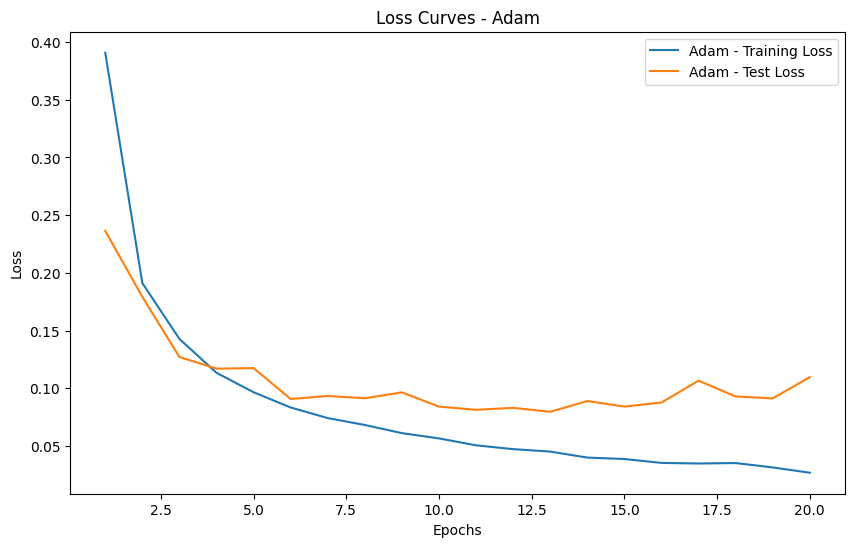 Loss Curves - Adam
Adam - Training Loss
Adam - Test Loss
0.40
0.35
0.30
0.25
0.20
0.15
0.10
0.05
Loss
2.5 5.0 7.5 10.0 12.5 15.0 17.5 20.0
Epochs